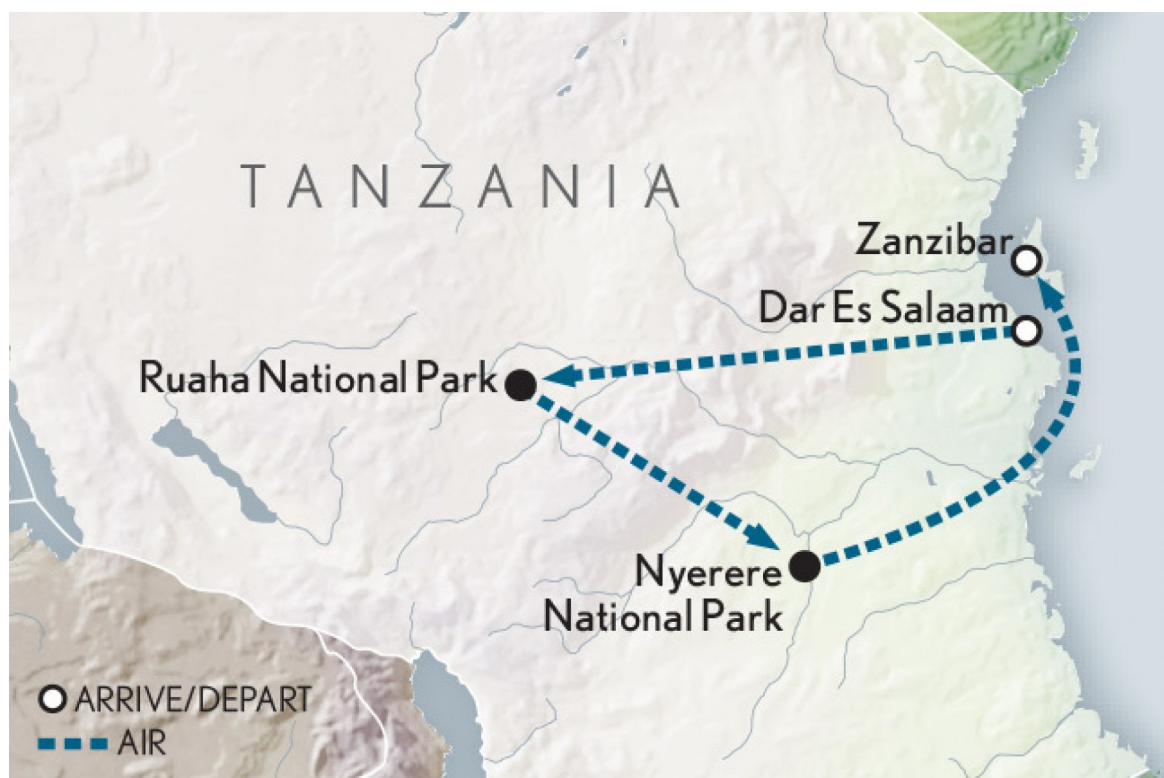 TANZANIA
Zanzibar
Dar Es Salaam
Ruaha National Park
Nyerere
National Park
ARRIVE/DEPART
AIR